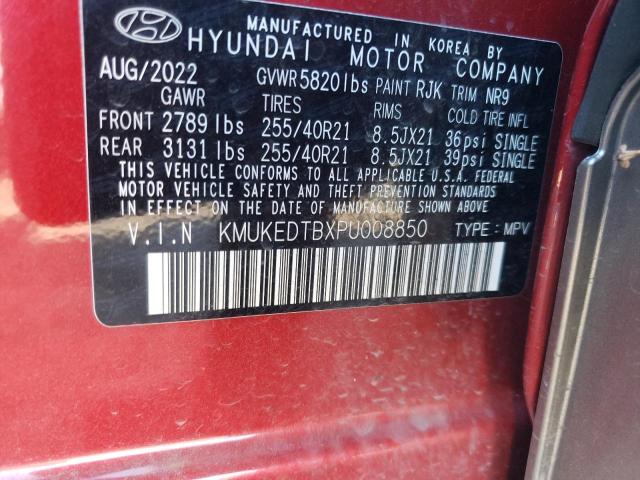 MANUFACTURED IN KOREA BY
HYUNDAI MOTOR COMPANY
AUG/2022 GVWR5820lbs PAINT RJK TRIM NR9
GAWR TIRES RIMS COLD TIRE INFL
FRONT 2789lbs 255/40R21 8.5JX21 36psi SINGLE
REAR 3131lbs 255/40R21 8.5JX21 39psi SINGLE
THIS VEHICLE CONFORMS TO ALL APPLICABLE U.S.A. FEDERAL
MOTOR VEHICLE SAFETY AND THEFT PREVENTION STANDARDS
IN EFFECT ON THE DATE OF MANUFACTURE SHOWN ABOVE.
V.I.N KMUKEDTBXPU008850 TYPE : MPV